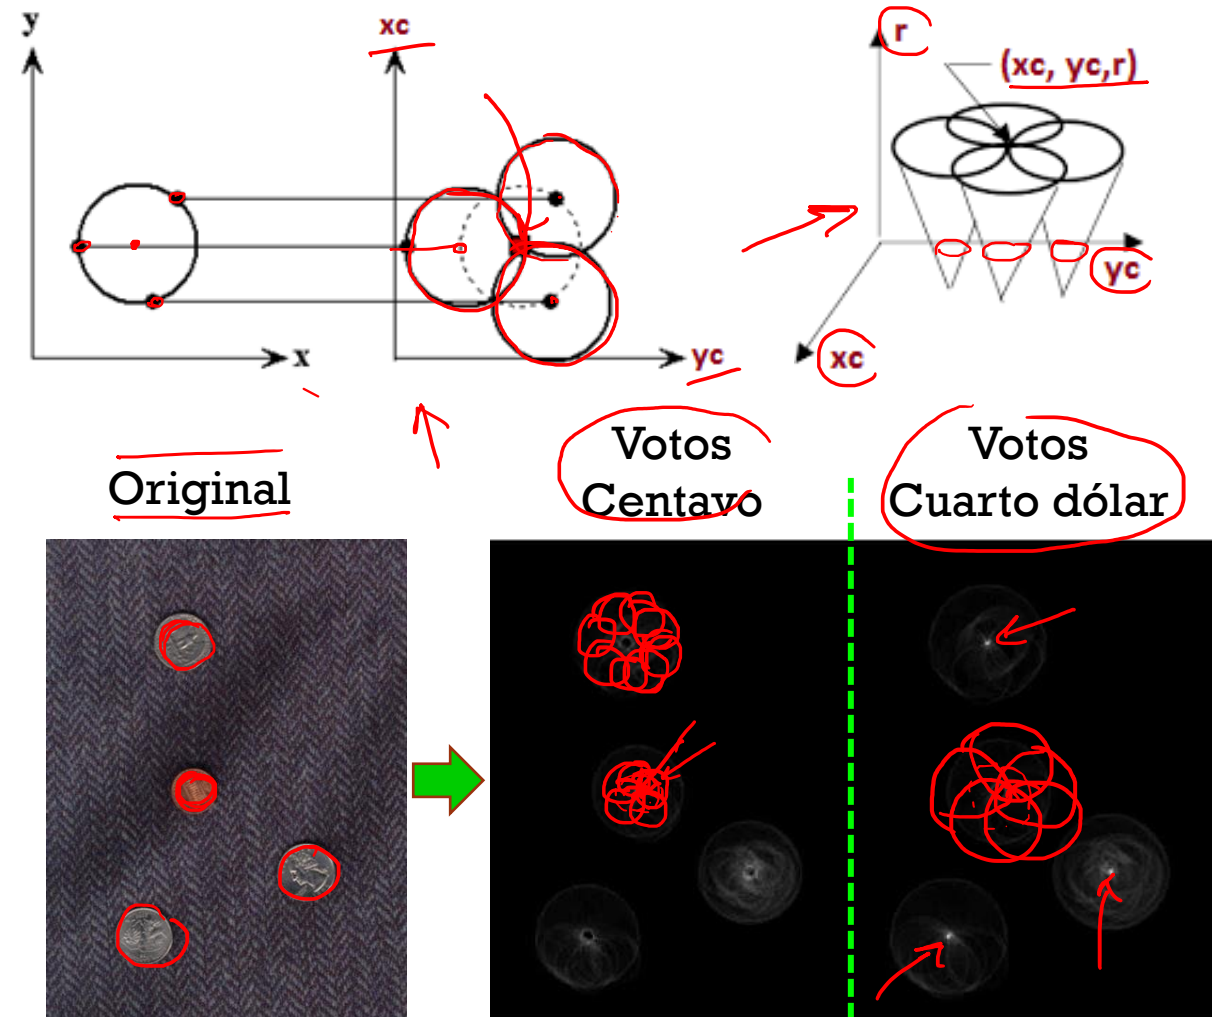 y
xc
r
(xc, yc,r)
yc
x
yc
xc
Original
Votos
Centavo
Votos
Cuarto dólar